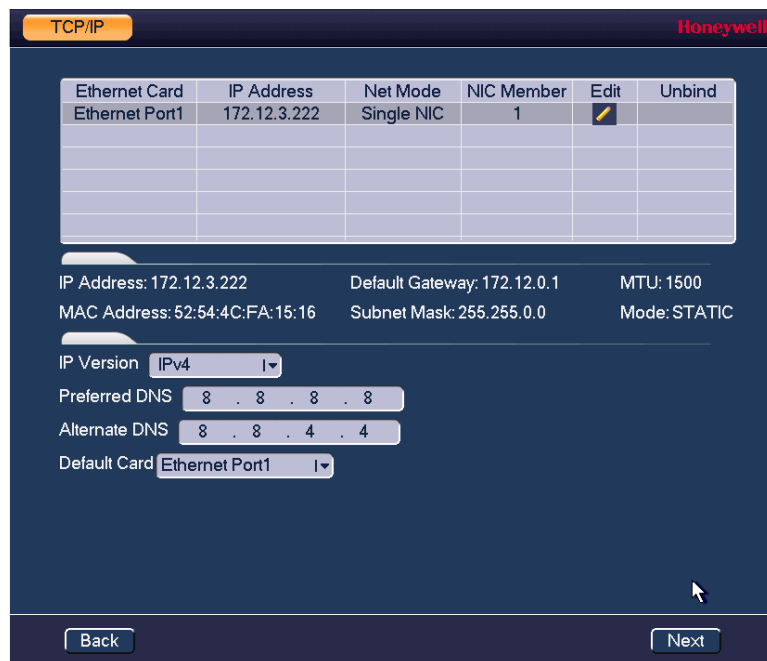 TCP/IP
Honeywell
Ethernet Card IP Address Net Mode NIC Member Edit Unbind
Ethernet Port1 172.12.3.222 Single NIC 1
IP Address: 172.12.3.222 Default Gateway: 172.12.0.1 MTU: 1500
MAC Address: 52:54:4C:FA:15:16 Subnet Mask: 255.255.0.0 Mode: STATIC
IP Version IPv4
Preferred DNS 8 . 8 . 8 . 8
Alternate DNS 8 . 8 . 4 . 4
Default Card Ethernet Port1
Back Next